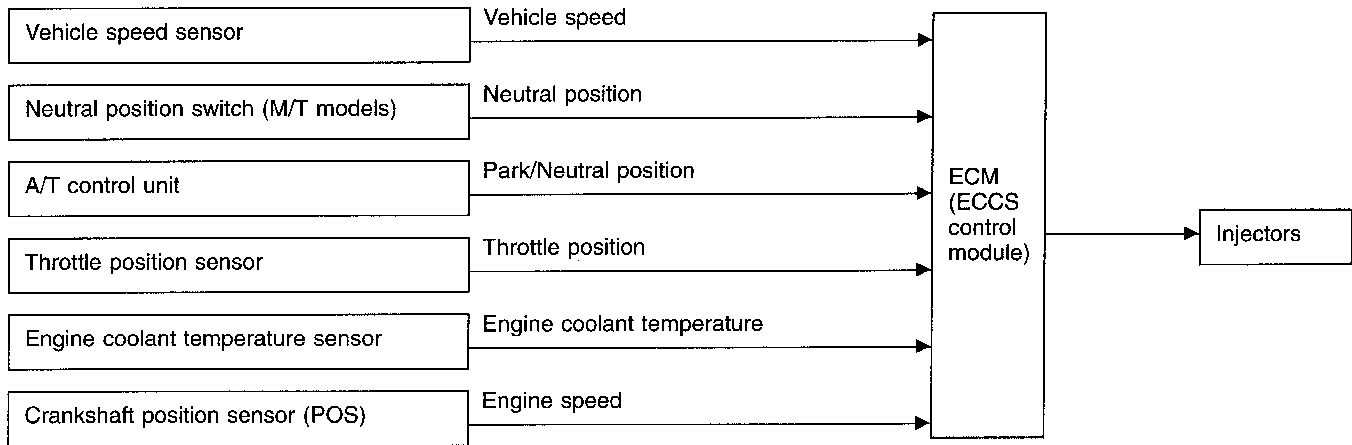 Vehicle speed sensor
Vehicle speed
Neutral position switch (M/T models)
Neutral position
A/T control unit
Park/Neutral position
Throttle position sensor
Throttle position
Engine coolant temperature sensor
Engine coolant temperature
Crankshaft position sensor (POS)
Engine speed
ECM
(ECCS
control
module)
Injectors